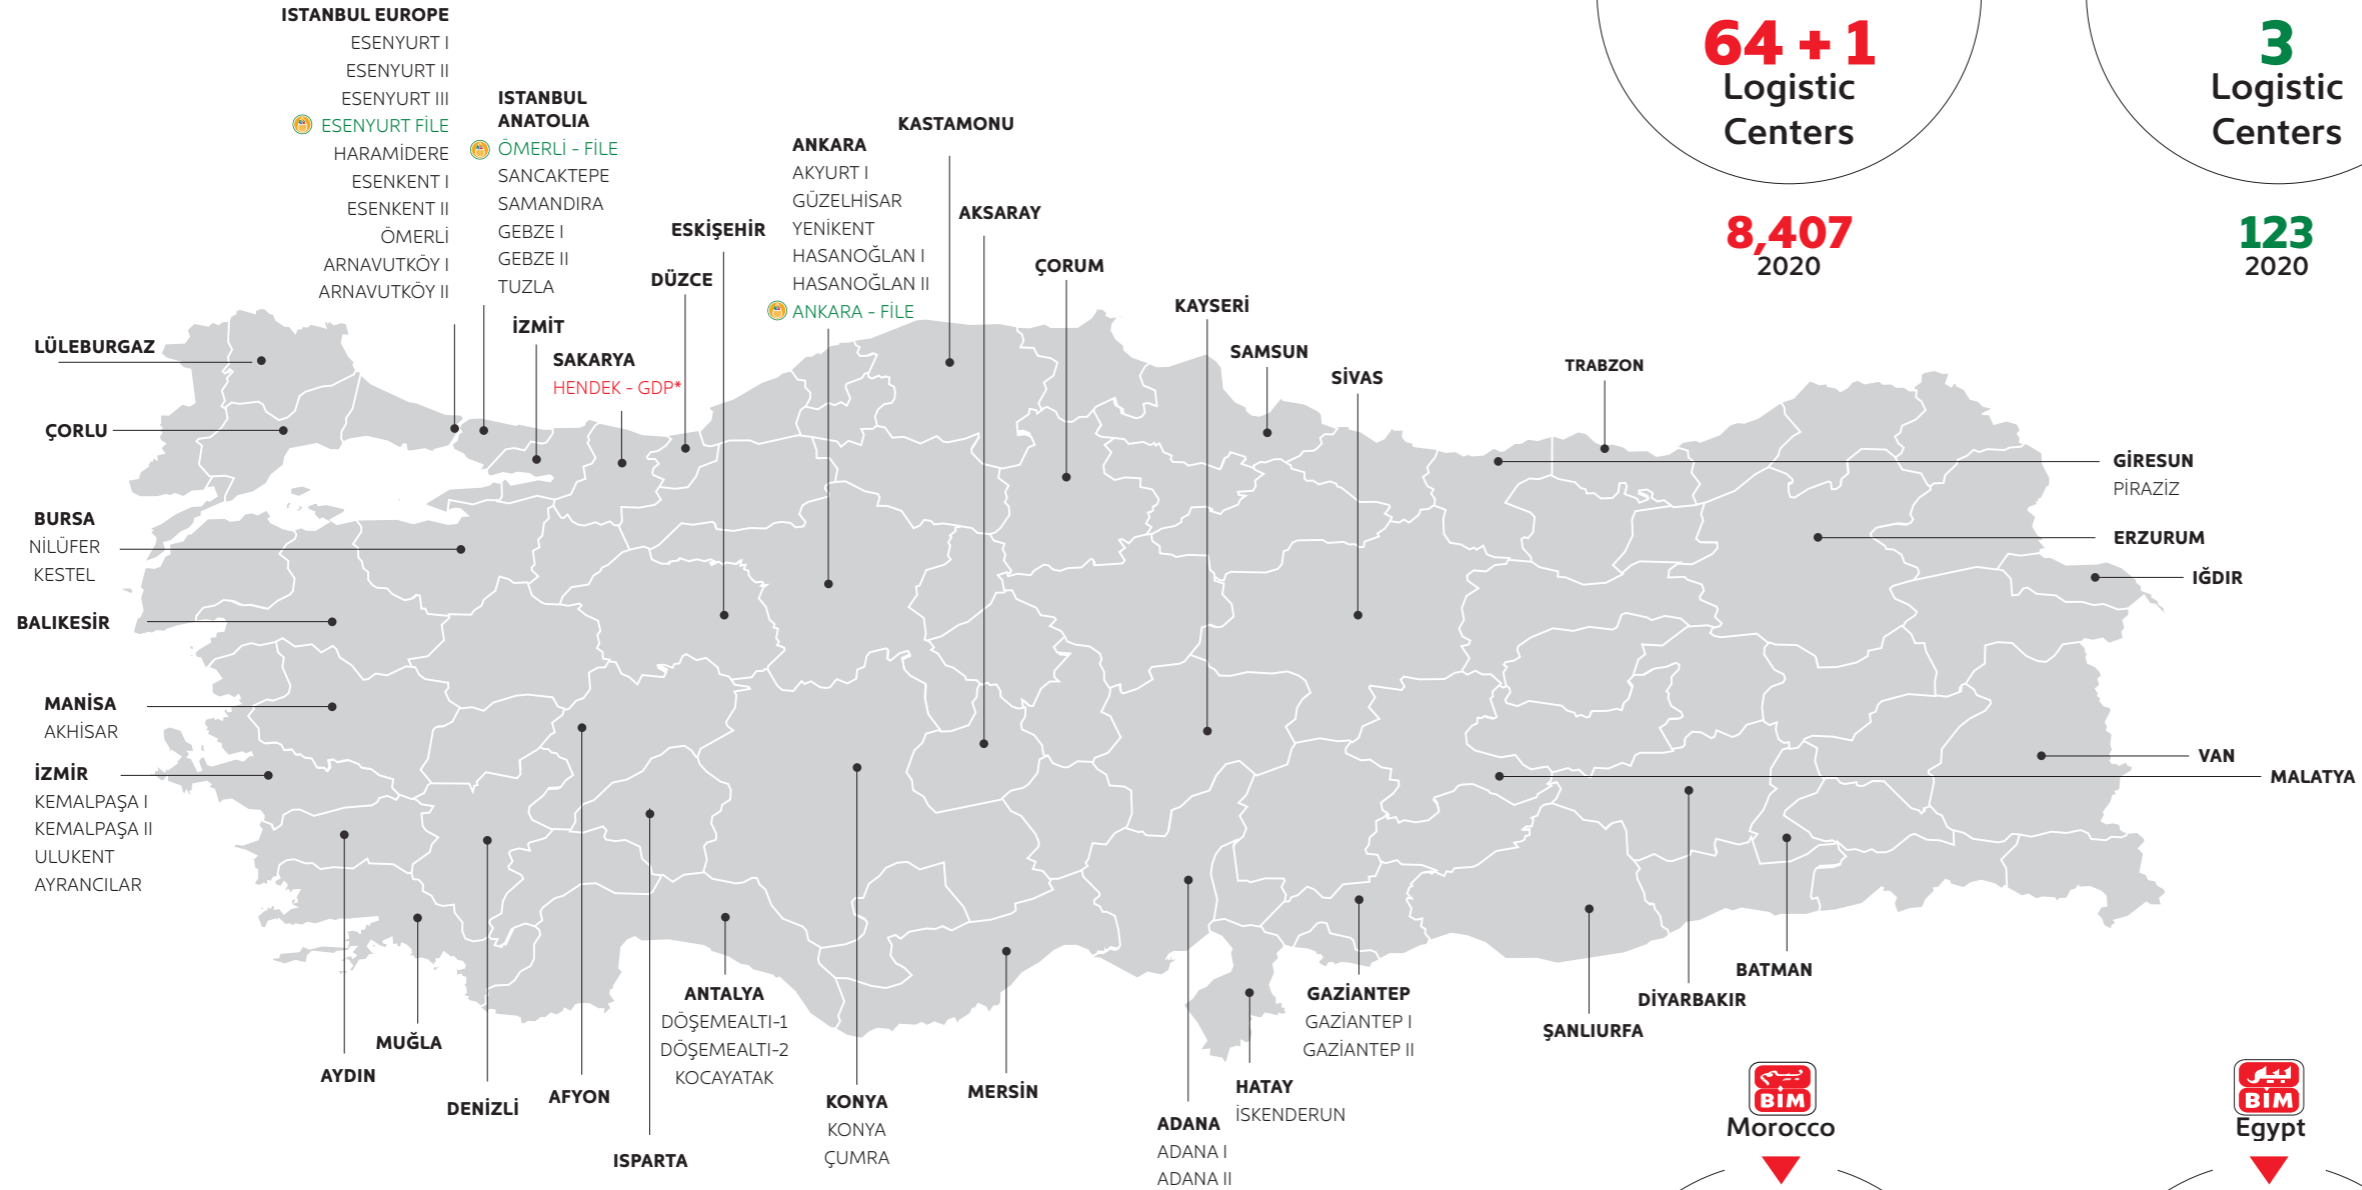 ISTANBUL EUROPE
ESENYURT I
ESENYURT II
ESENYURT III
ESENYURT FİLE
HARAMİDERE
ESENKENT I
ESENKENT II
ÖMERLİ
ARNAVUTKÖY I
ARNAVUTKÖY II
ISTANBUL
ANATOLIA
ÖMERLİ - FİLE
SANCAKTEPE
SAMANDIRA
GEBZE I
GEBZE II
TUZLA
İZMİT
SAKARYA
HENDEK - GDP*
DÜZCE
ESKİŞEHİR
ANKARA
AKYURT I
GÜZELHİSAR
YENİKENT
HASANOĞLAN I
HASANOĞLAN II
ANKARA - FİLE
KASTAMONU
AKSARAY
ÇORUM
KAYSERİ
SAMSUN
SİVAS
TRABZON
64 + 1
Logistic
Centers
8,407
2020
3
Logistic
Centers
123
2020
LÜLEBURGAZ
ÇORLU
BURSA
NİLÜFER
KESTEL
BALIKESİR
MANİSA
AKHİSAR
İZMİR
KEMALPAŞA I
KEMALPAŞA II
ULUKENT
AYRANCILAR
GİRESUN
PİRAZİZ
ERZURUM
IĞDIR
VAN
MALATYA
AYDIN
MUĞLA
DENİZLİ
AFYON
ISPARTA
ANTALYA
DÖŞEMEALTI-1
DÖŞEMEALTI-2
KOCAYATAK
KONYA
KONYA
ÇUMRA
MERSİN
ADANA
ADANA I
ADANA II
HATAY
İSKENDERUN
GAZİANTEP
GAZİANTEP I
GAZİANTEP II
ŞANLIURFA
DİYARBAKIR
BATMAN
بيم
BİM
Morocco
بيم
BİM
Egypt